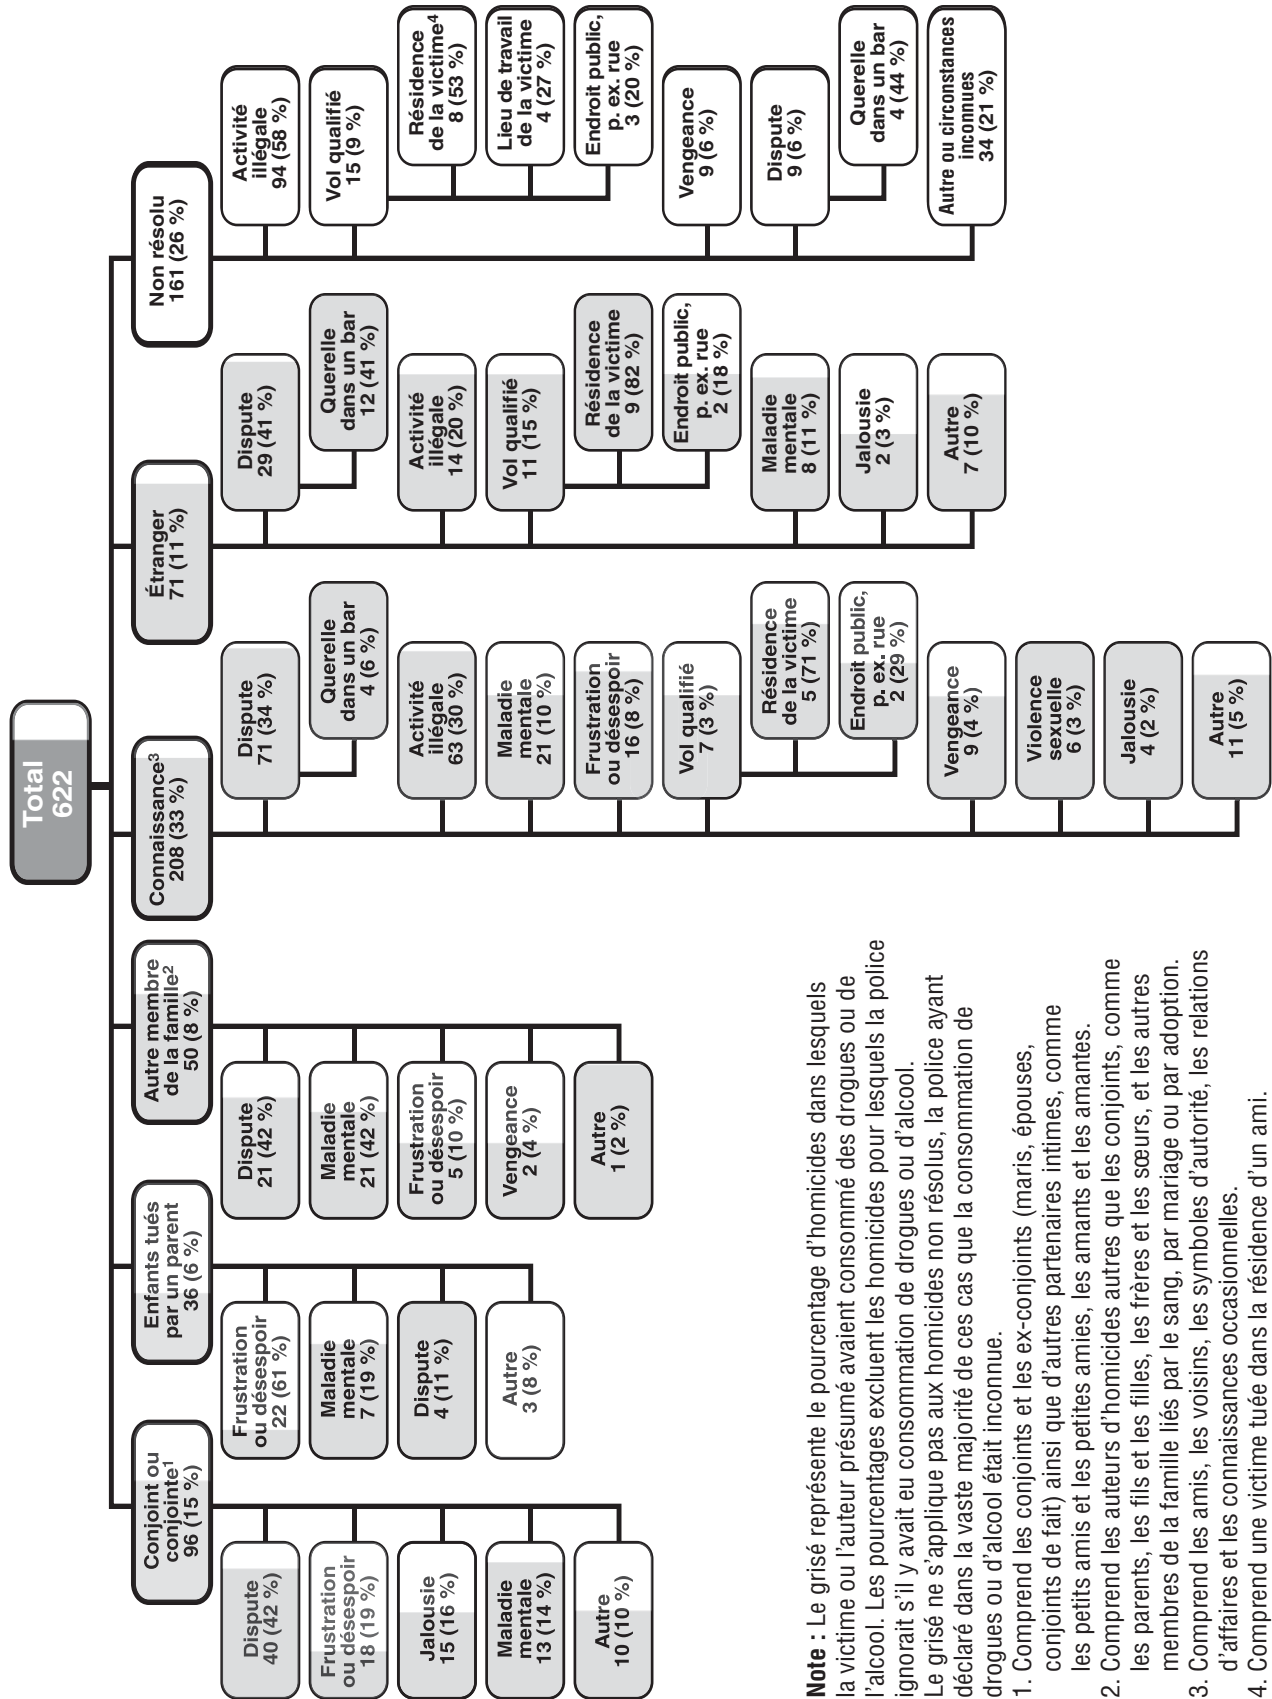 Total
622
Conjoint ou
conjointe¹
96 (15 %)
Dispute
40 (42 %)
Frustration
ou désespoir
18 (19 %)
Jalousie
15 (16 %)
Maladie
mentale
13 (14 %)
Autre
10 (10 %)
Enfants tués
par un parent
36 (6 %)
Frustration
ou désespoir
22 (61 %)
Maladie
mentale
7 (19 %)
Dispute
4 (11 %)
Autre
3 (8 %)
Autre membre
de la famille²
50 (8 %)
Dispute
21 (42 %)
Maladie
mentale
21 (42 %)
Frustration
ou désespoir
5 (10 %)
Vengeance
2 (4 %)
Autre
1 (2 %)
Connaissance³
208 (33 %)
Dispute
71 (34 %)
Querelle
dans un bar
4 (6 %)
Activité
illégale
63 (30 %)
Maladie
mentale
21 (10 %)
Frustration
ou désespoir
16 (8 %)
Vol qualifié
7 (3 %)
Résidence
de la victime
5 (71 %)
Endroit public,
p. ex. rue
2 (29 %)
Vengeance
9 (4 %)
Violence
sexuelle
6 (3 %)
Jalousie
4 (2 %)
Autre
11 (5 %)
Étranger
71 (11 %)
Dispute
29 (41 %)
Querelle
dans un bar
12 (41 %)
Activité
illégale
14 (20 %)
Vol qualifié
11 (15 %)
Résidence
de la victime
9 (82 %)
Endroit public,
p. ex. rue
2 (18 %)
Maladie
mentale
8 (11 %)
Jalousie
2 (3 %)
Autre
7 (10 %)
Non résolu
161 (26 %)
Activité
illégale
94 (58 %)
Vol qualifié
15 (9 %)
Résidence
de la victime⁴
8 (53 %)
Lieu de travail
de la victime
4 (27 %)
Endroit public,
p. ex. rue
3 (20 %)
Vengeance
9 (6 %)
Dispute
9 (6 %)
Querelle
dans un bar
4 (44 %)
Autre ou circonstances
inconnues
34 (21 %)
Note : Le grisé représente le pourcentage d'homicides dans lesquels
la victime ou l'auteur présumé avaient consommé des drogues ou de
l'alcool. Les pourcentages excluent les homicides pour lesquels la police
ignorait s'il y avait eu consommation de drogues ou d'alcool.
Le grisé ne s'applique pas aux homicides non résolus, la police ayant
déclaré dans la vaste majorité de ces cas que la consommation de
drogues ou d'alcool était inconnue.
1. Comprend les conjoints et les ex-conjoints (maris, épouses,
conjoints de fait) ainsi que d'autres partenaires intimes, comme
les petits amis et les petites amies, les amants et les amantes.
2. Comprend les auteurs d'homicides autres que les conjoints, comme
les parents, les fils et les filles, les frères et les sœurs, et les autres
membres de la famille liés par le sang, par mariage ou par adoption.
3. Comprend les amis, les voisins, les symboles d'autorité, les relations
d'affaires et les connaissances occasionnelles.
4. Comprend une victime tuée dans la résidence d'un ami.